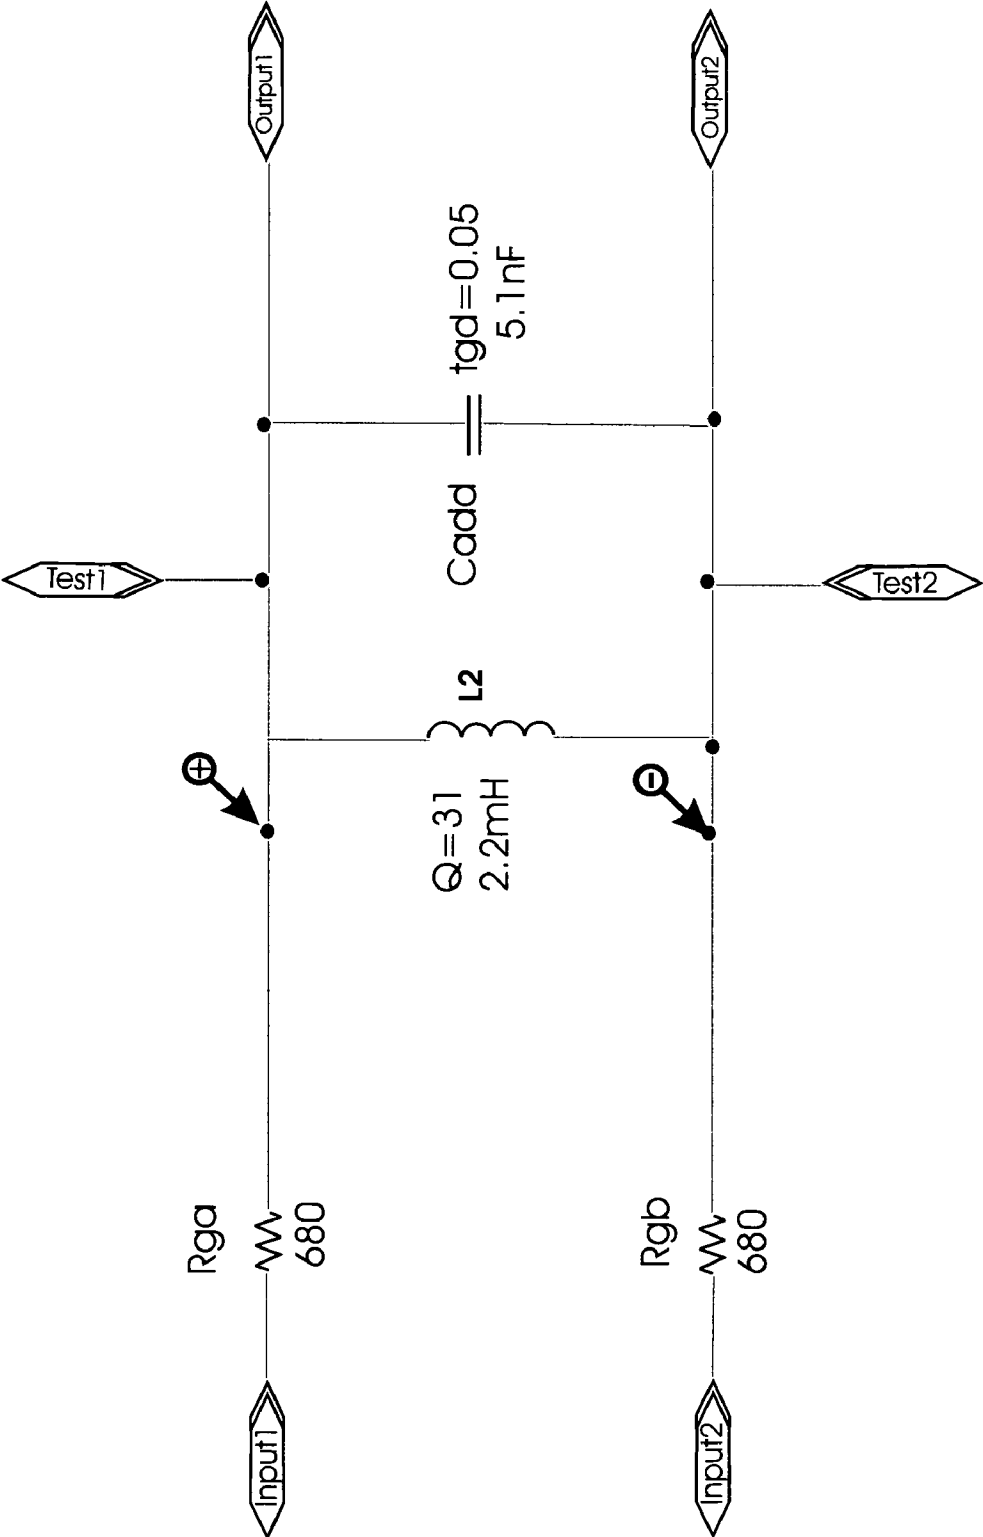 Input1
Rga
680
Test1
Output1
Q=31
2.2mH
L2
Cadd
tgd=0.05
5.1nF
Input2
Rgb
680
Test2
Output2
+
-